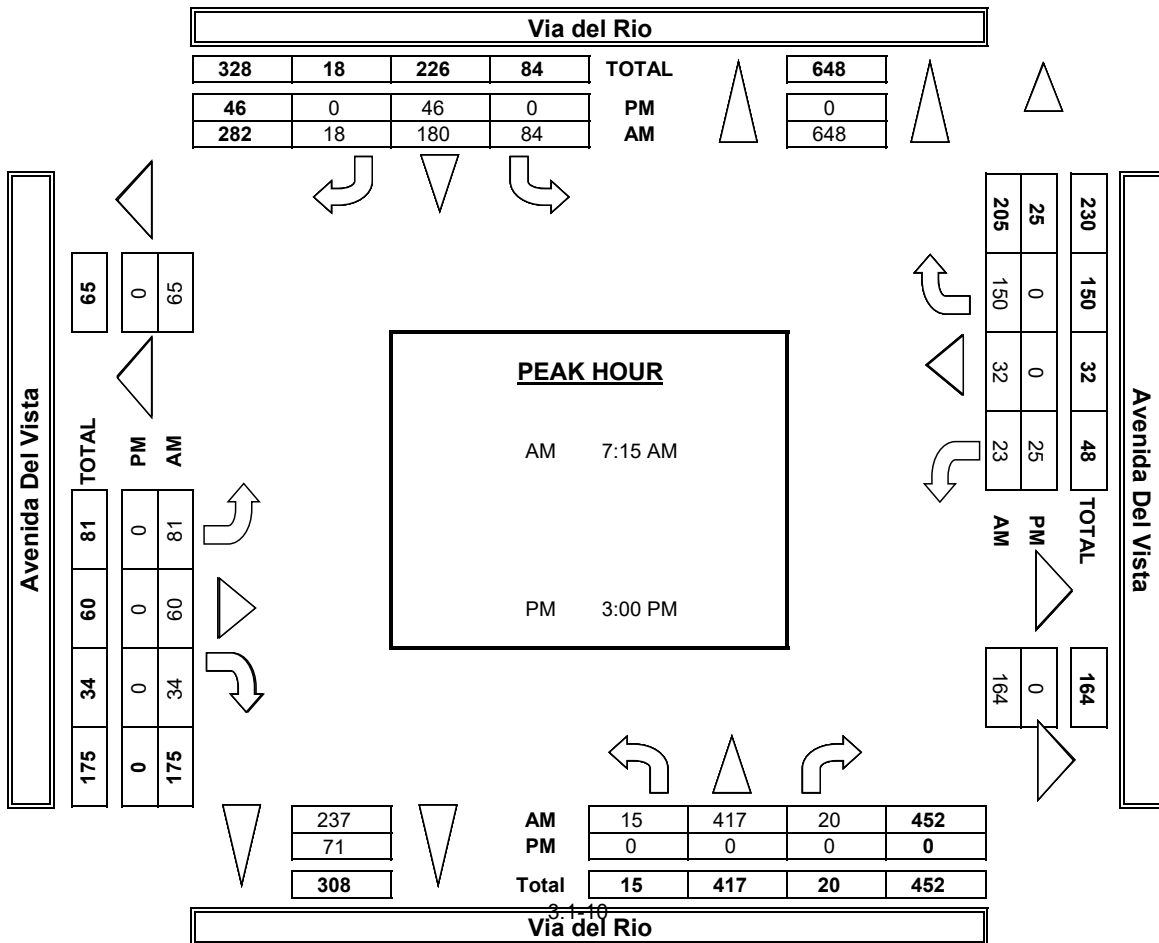 Via del Rio
328 18 226 84 TOTAL 648
46 0 46 0 PM 0
282 18 180 84 AM 648
Avenida Del Vista
65 0 65
TOTAL PM AM
81 0 81
60 0 60
34 0 34
175 0 175
PEAK HOUR
AM 7:15 AM
PM 3:00 PM
205 25 230
150 0 150
32 0 32
23 25 48
AM PM TOTAL
164 0 164
Avenida Del Vista
237 AM 15 417 20 452
71 PM 0 0 0 0
308 Total 15 417 20 452
3.1-10
Via del Rio